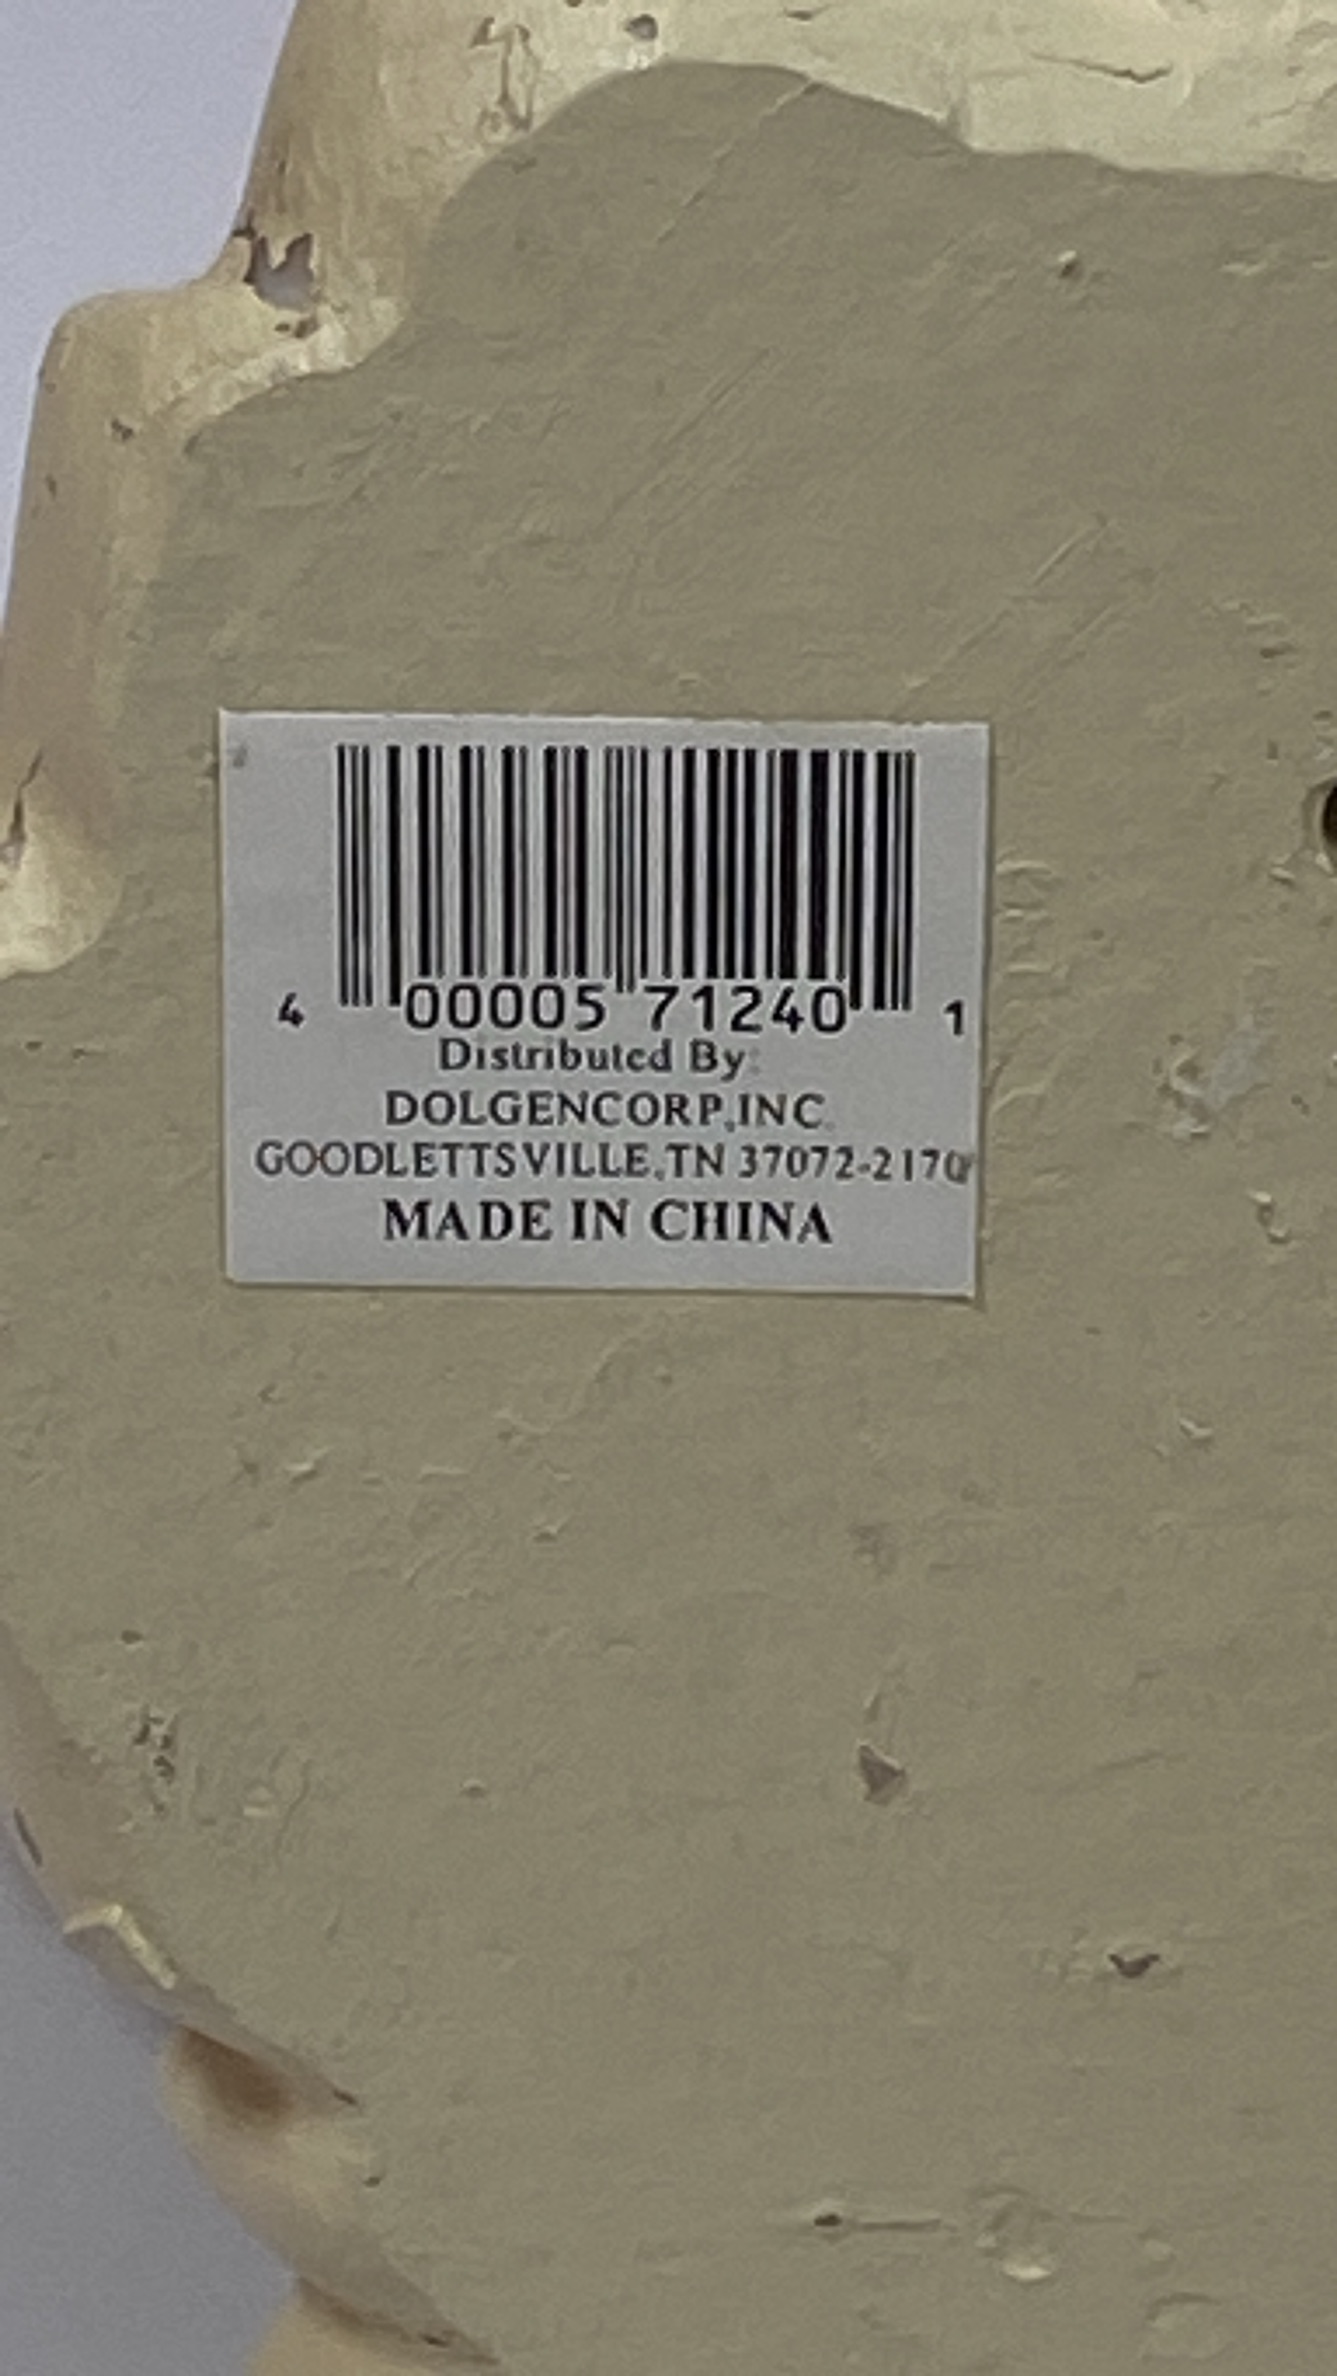 4 00005 71240 1
Distributed By:
DOLGENCORP,INC.
GOODLETTSVILLE,TN 37072-2170
MADE IN CHINA